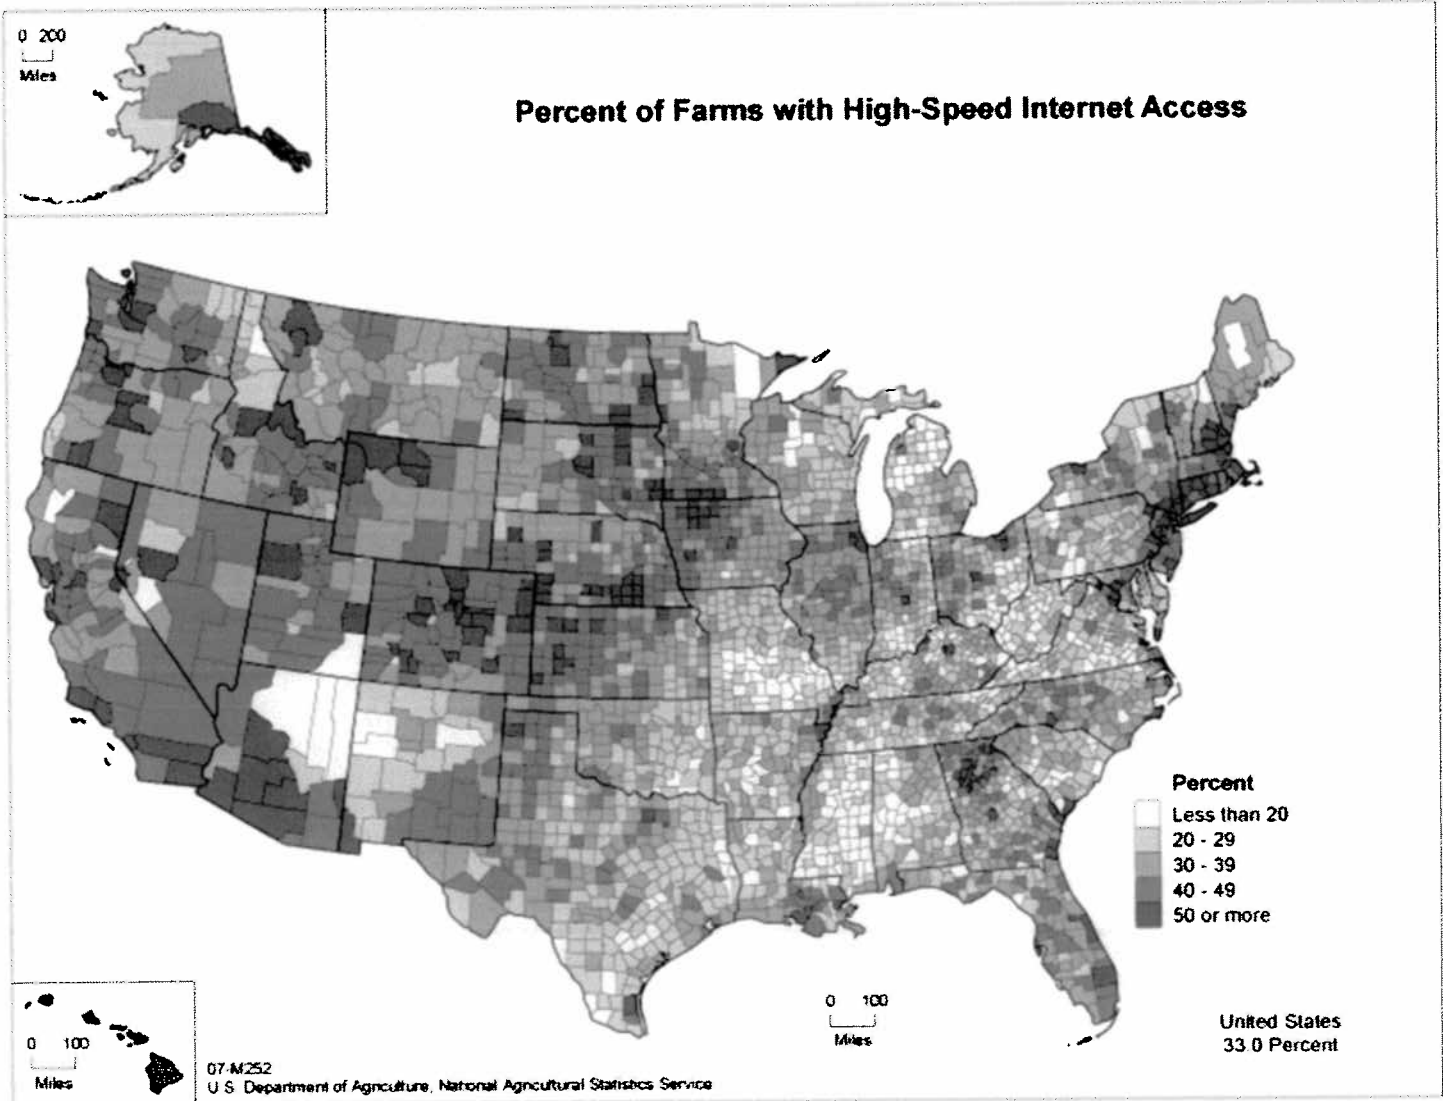 0 200
Miles
Percent of Farms with High-Speed Internet Access
Percent
Less than 20
20 - 29
30 - 39
40 - 49
50 or more
0 100
Miles
United States
33.0 Percent
0 100
Miles
07-M252
U.S. Department of Agriculture, National Agricultural Statistics Service